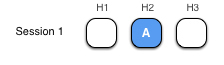 H1 H2 H3
Session 1 A